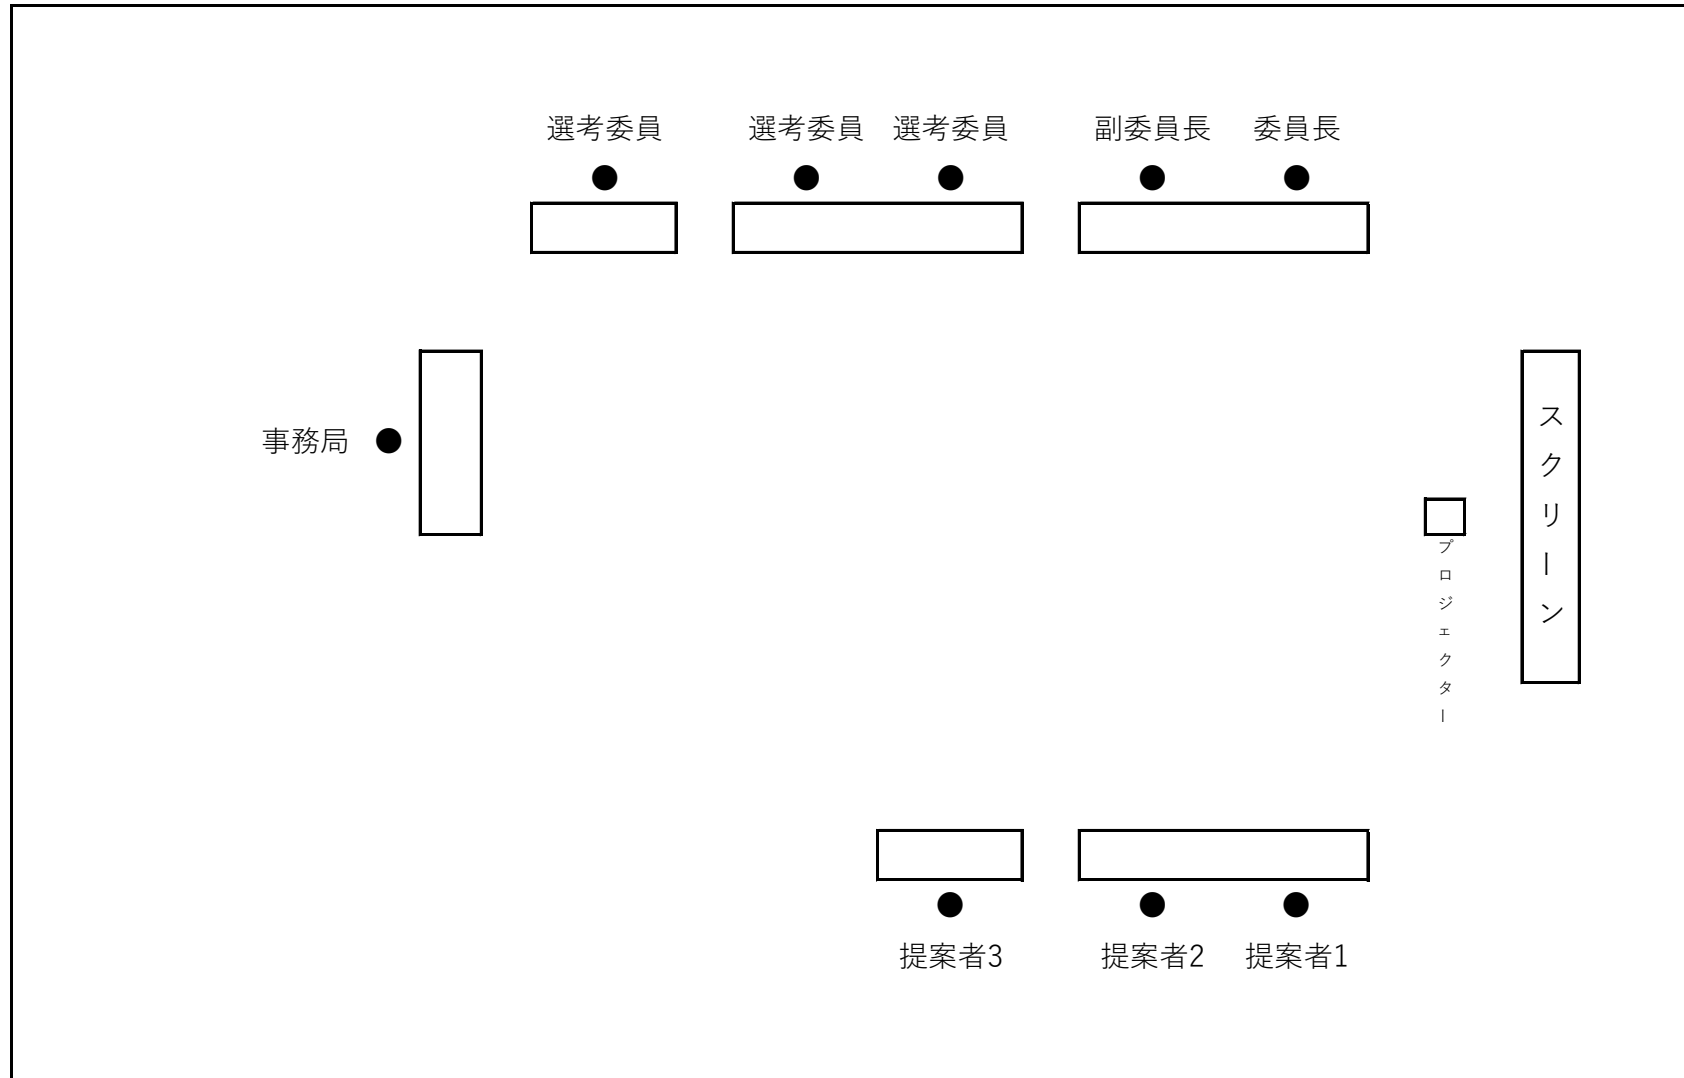 選考委員 選考委員 選考委員 副委員長 委員長
事務局
スクリーン
プロジェクター
提案者3 提案者2 提案者1